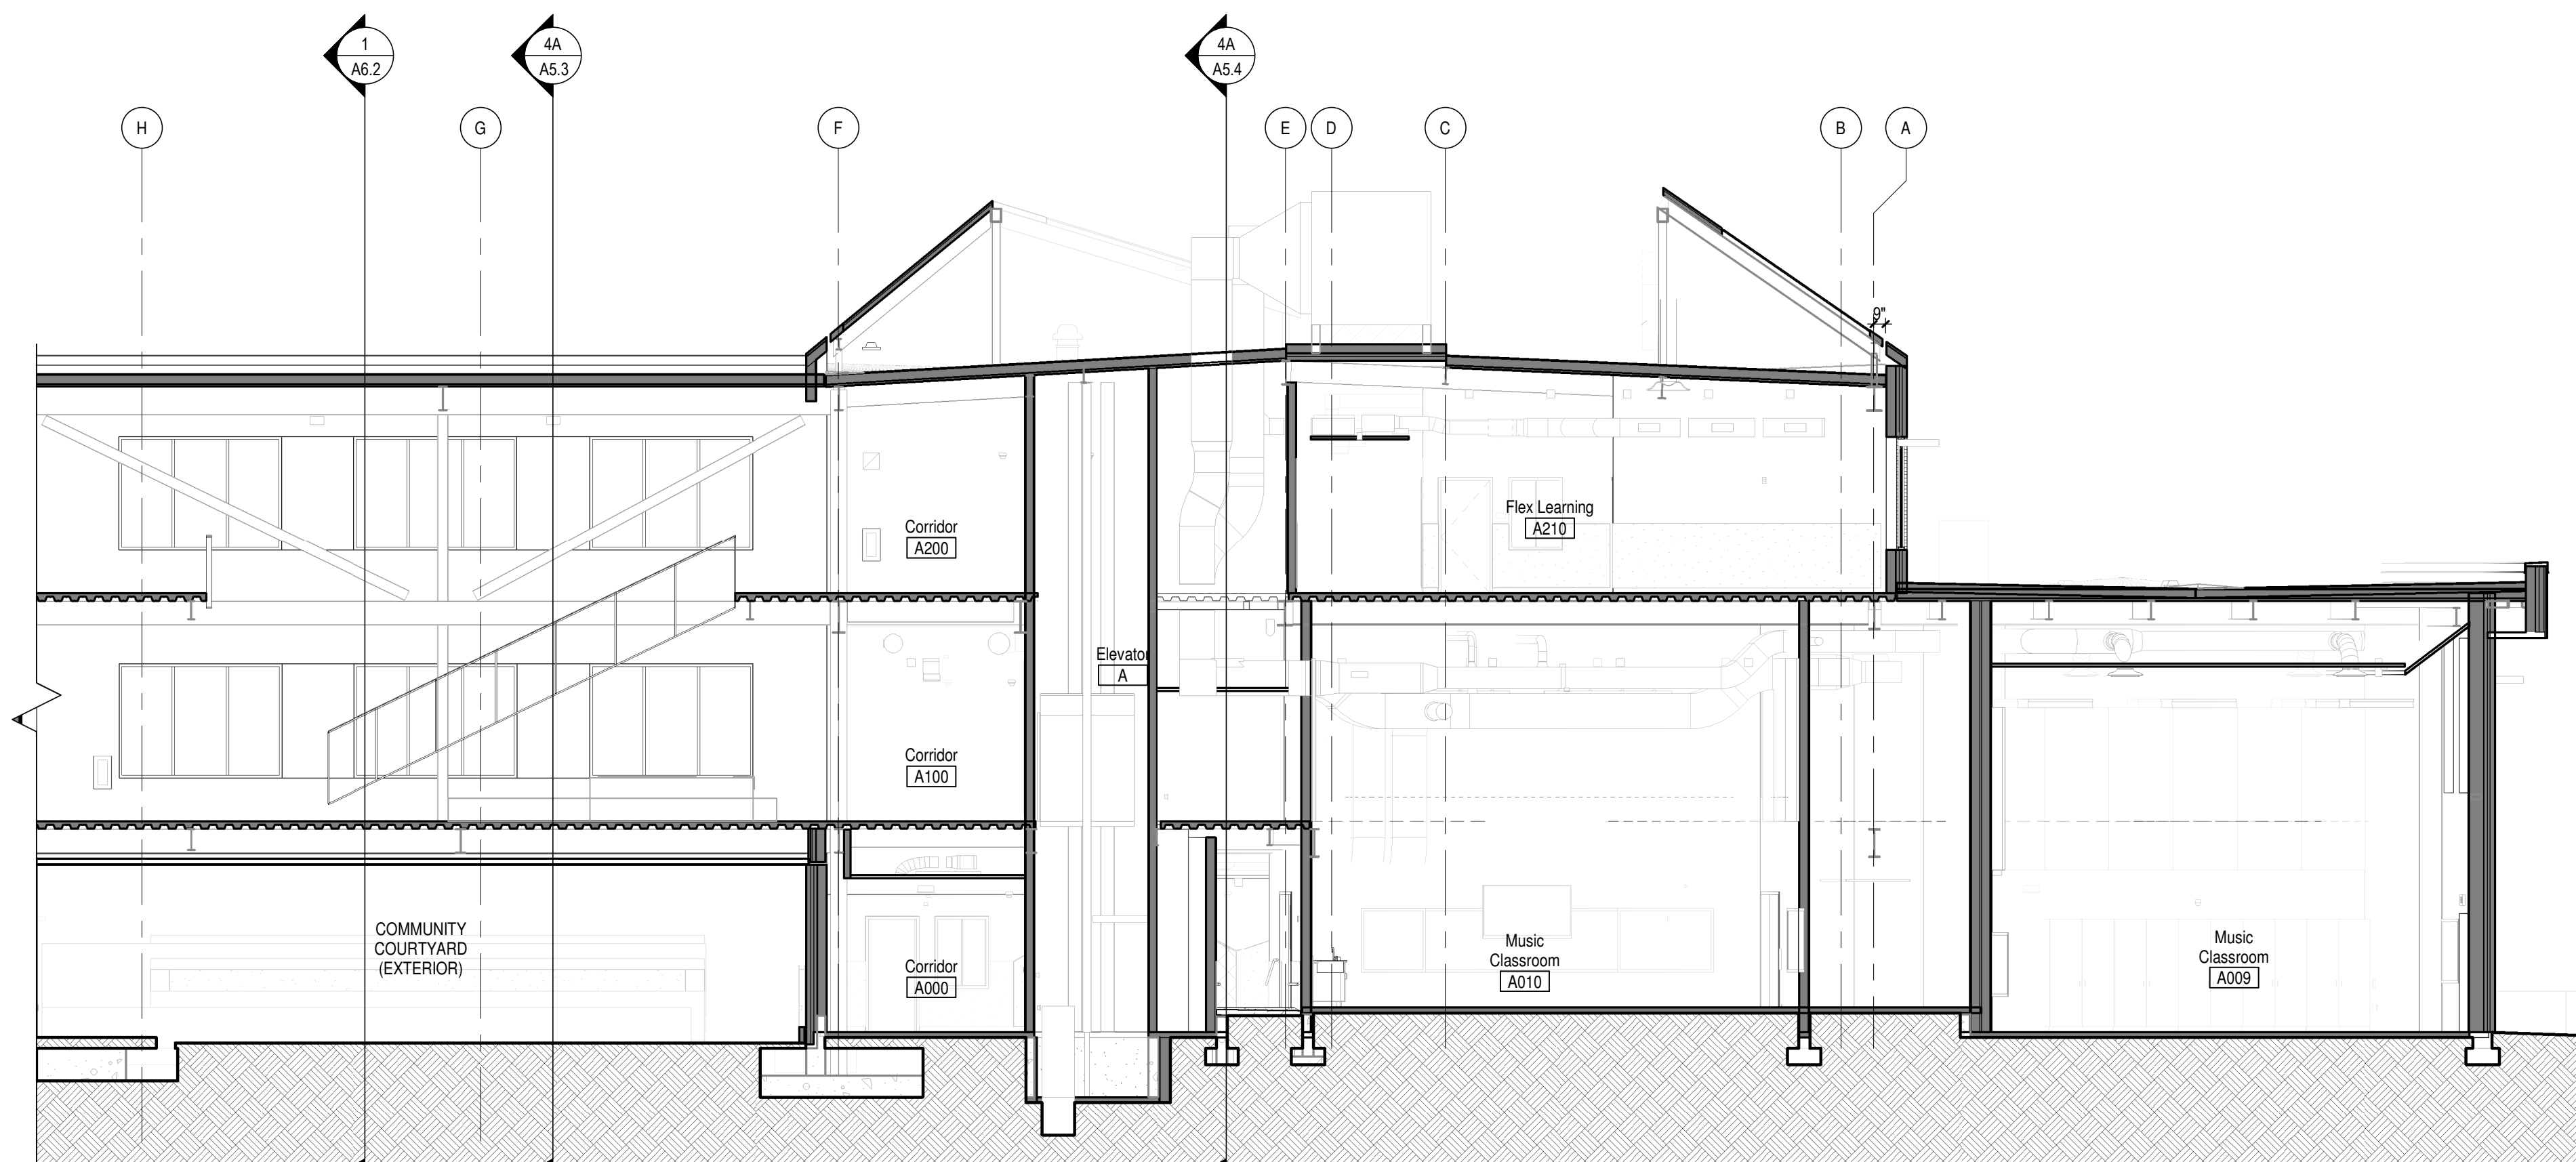 1
A6.2
4A
A5.3
4A
A5.4
H
G
F
E
D
C
B
A
9"
Corridor
A200
Flex Learning
A210
Elevator
A
Corridor
A100
COMMUNITY
COURTYARD
(EXTERIOR)
Corridor
A000
Music
Classroom
A010
Music
Classroom
A009